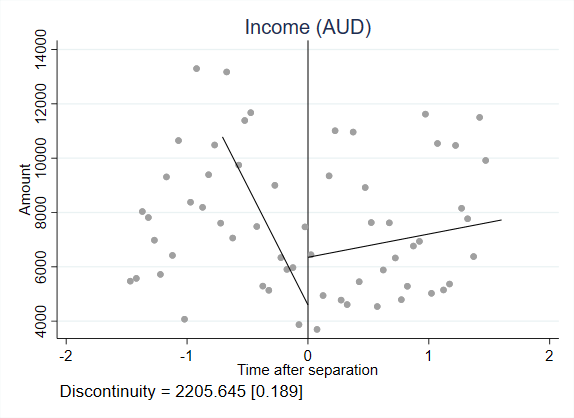 Income (AUD)
14000
12000
10000
8000
6000
4000
Amount
-2
-1
0
1
2
Time after separation
Discontinuity = 2205.645 [0.189]